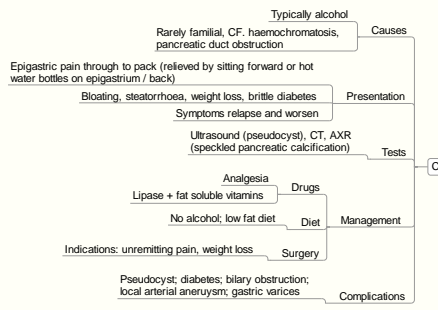 Typically alcohol
Rarely familial, CF. haemochromatosis,
pancreatic duct obstruction
Causes
Epigastric pain through to pack (relieved by sitting forward or hot
water bottles on epigastrium / back)
Bloating, steatorrhoea, weight loss, brittle diabetes
Symptoms relapse and worsen
Presentation
Ultrasound (pseudocyst), CT, AXR
(speckled pancreatic calcification)
Tests
Analgesia
Lipase + fat soluble vitamins
Drugs
No alcohol; low fat diet
Diet
Indications: unremitting pain, weight loss
Surgery
Management
Pseudocyst; diabetes; bilary obstruction;
local arterial aneruysm; gastric varices
Complications